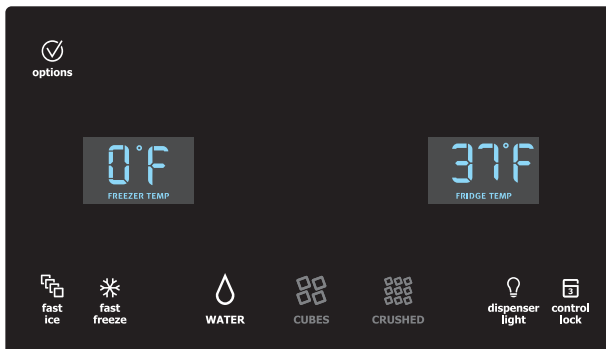 options
0°F
FREEZER TEMP
37°F
FRIDGE TEMP
fast ice
fast freeze
WATER
CUBES
CRUSHED
dispenser light
3
control lock